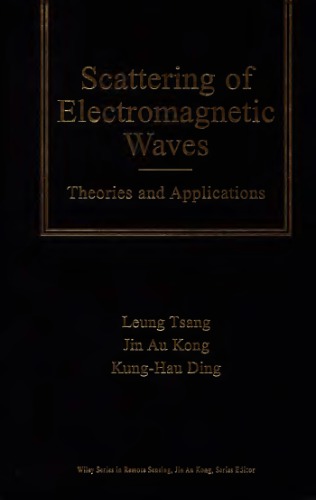 Scattering of
Electromagnetic
Waves
Theories and Applications
Leung Tsang
Jin Au Kong
Kung-Hau Ding
Wiley Series in Remote Sensing, Jin Au Kong, Series Editor